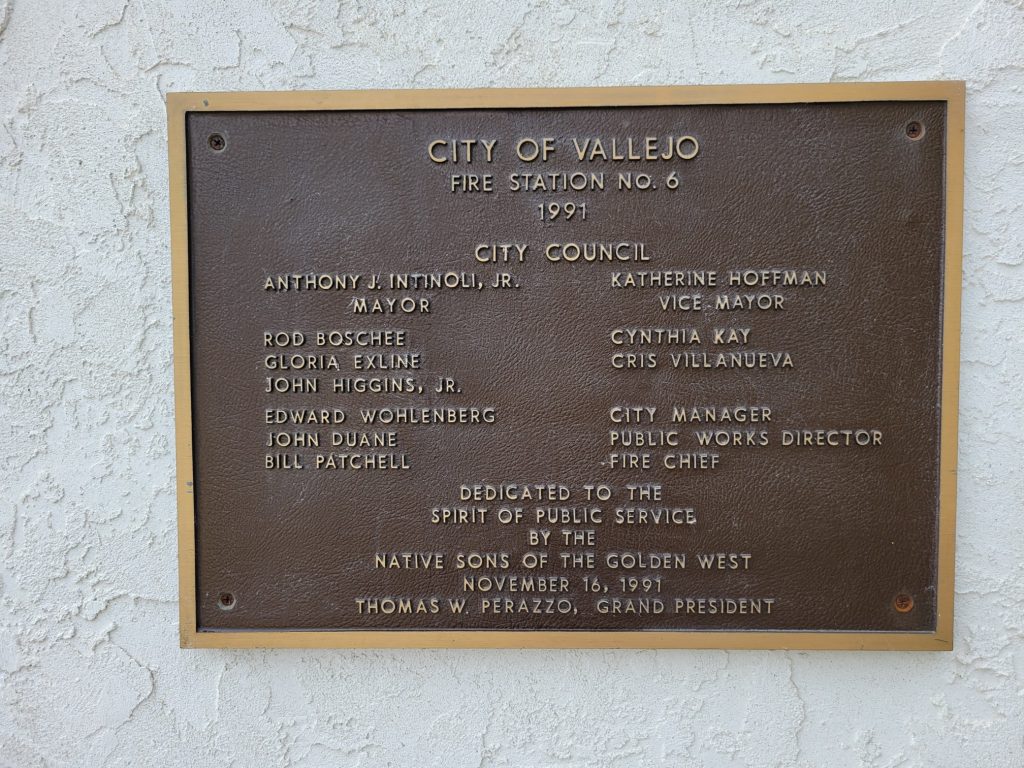 CITY OF VALLEJO
FIRE STATION NO. 6
1991
CITY COUNCIL
ANTHONY J. INTINOLI, JR. KATHERINE HOFFMAN
MAYOR VICE MAYOR
ROD BOSCHEE CYNTHIA KAY
GLORIA EXLINE CRIS VILLANUEVA
JOHN HIGGINS, JR.
EDWARD WOHLENBERG CITY MANAGER
JOHN DUANE PUBLIC WORKS DIRECTOR
BILL PATCHELL FIRE CHIEF
DEDICATED TO THE
SPIRIT OF PUBLIC SERVICE
BY THE
NATIVE SONS OF THE GOLDEN WEST
NOVEMBER 16, 1991
THOMAS W. PERAZZO, GRAND PRESIDENT